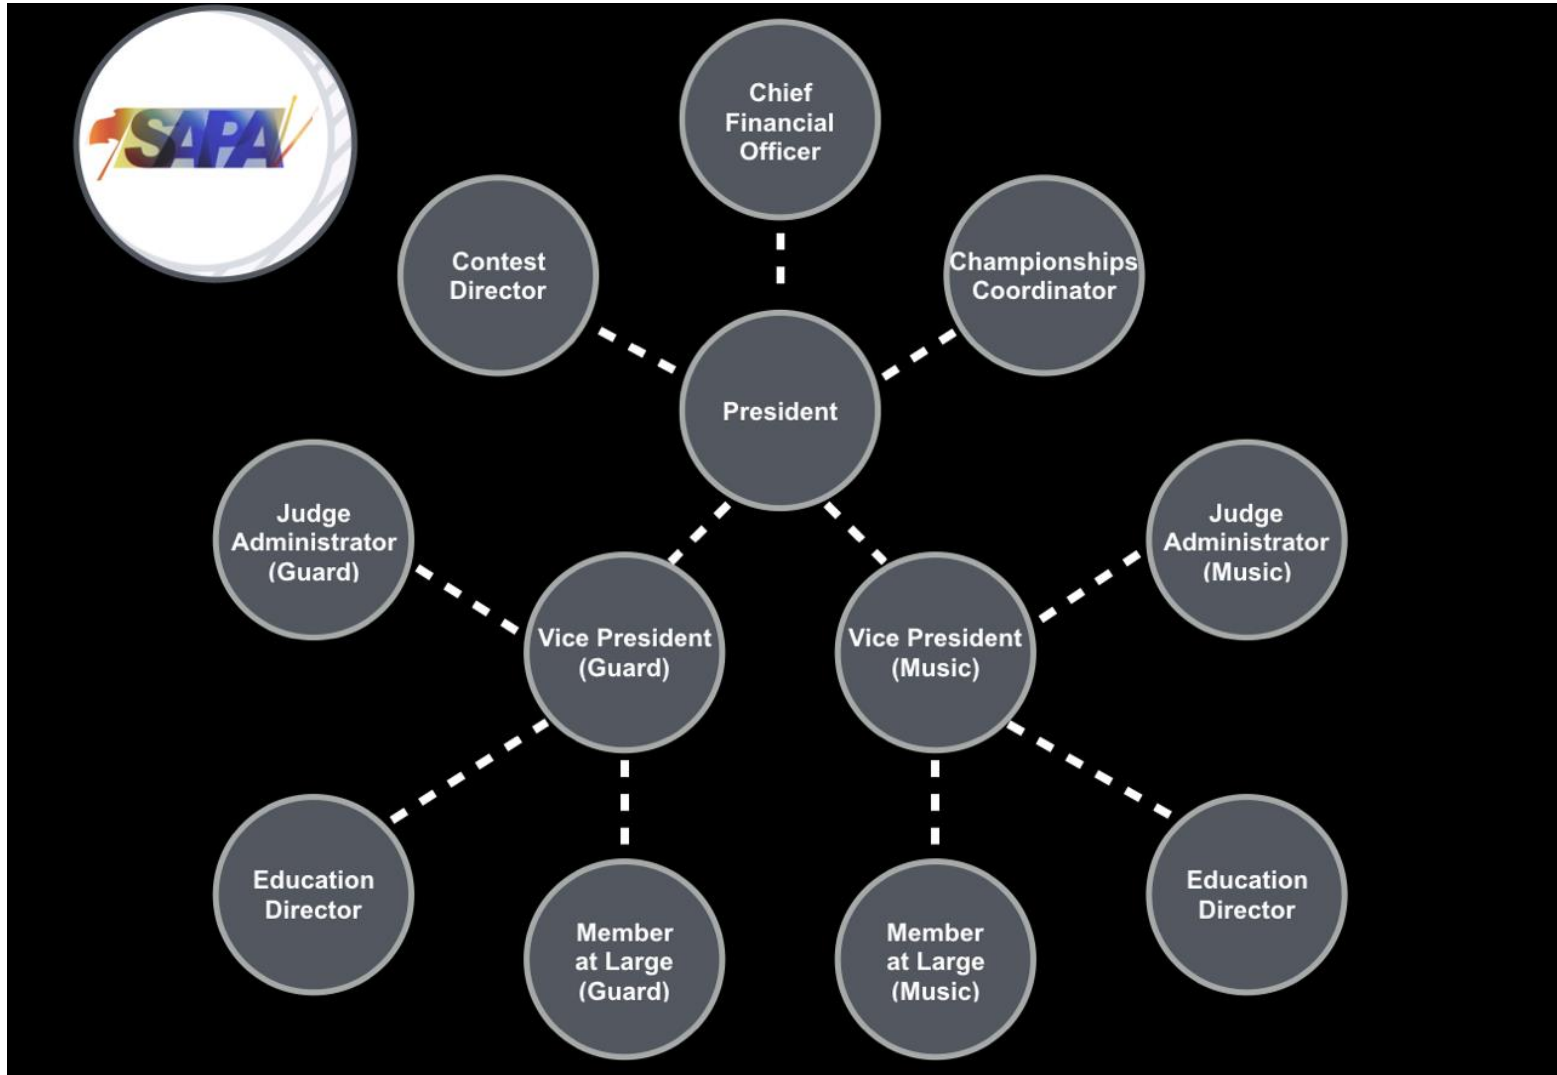 SAPA
Chief
Financial
Officer
Contest
Director
Championships
Coordinator
President
Judge
Administrator
(Guard)
Judge
Administrator
(Music)
Vice President
(Guard)
Vice President
(Music)
Education
Director
Member
at Large
(Guard)
Member
at Large
(Music)
Education
Director